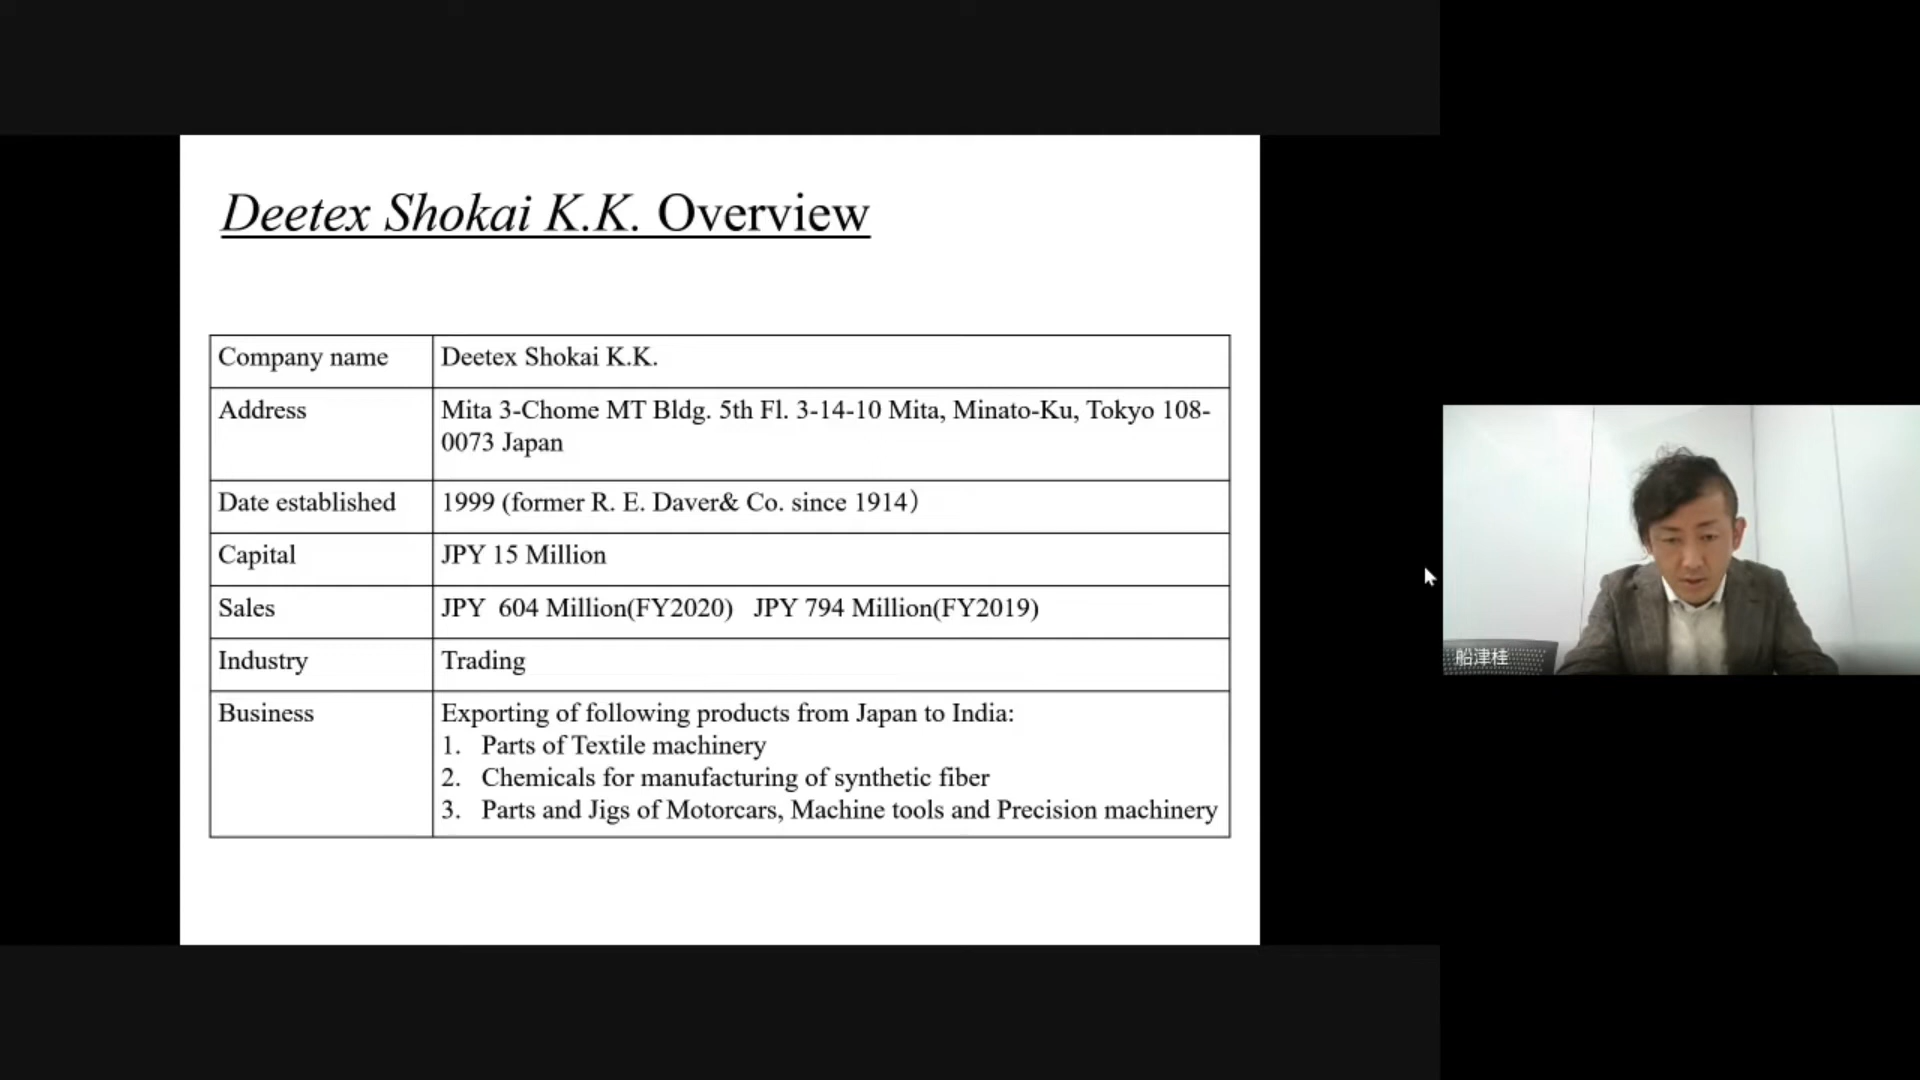 Deetex Shokai K.K. Overview
Company name
Deetex Shokai K.K.
Address
Mita 3-Chome MT Bldg. 5th Fl. 3-14-10 Mita, Minato-Ku, Tokyo 108-
0073 Japan
Date established
1999 (former R. E. Daver& Co. since 1914）
Capital
JPY 15 Million
Sales
JPY  604 Million(FY2020)   JPY 794 Million(FY2019)
Industry
Trading
Business
Exporting of following products from Japan to India:
1. Parts of Textile machinery
2. Chemicals for manufacturing of synthetic fiber
3. Parts and Jigs of Motorcars, Machine tools and Precision machinery
船津桂